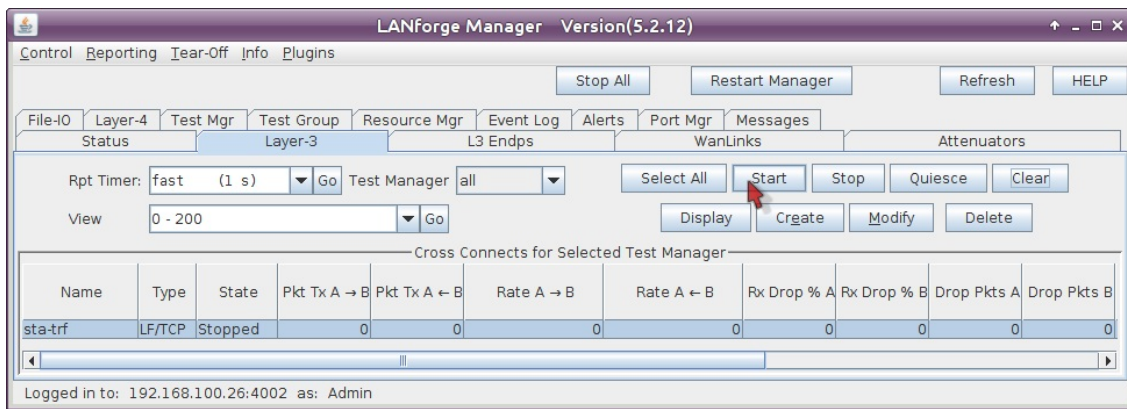 LANforge Manager Version(5.2.12)
Control Reporting Tear-Off Info Plugins
Stop All Restart Manager Refresh HELP
File-IO Layer-4 Test Mgr Test Group Resource Mgr Event Log Alerts Port Mgr Messages
Status Layer-3 L3 Endps WanLinks Attenuators
Rpt Timer: fast (1 s) Go Test Manager all Select All Start Stop Quiesce Clear
View 0 - 200 Go Display Create Modify Delete
Cross Connects for Selected Test Manager
Name Type State Pkt Tx A → B Pkt Tx A ← B Rate A → B Rate A ← B Rx Drop % A Rx Drop % B Drop Pkts A Drop Pkts B
sta-trf LF/TCP Stopped 0 0 0 0 0 0 0 0
Logged in to: 192.168.100.26:4002 as: Admin